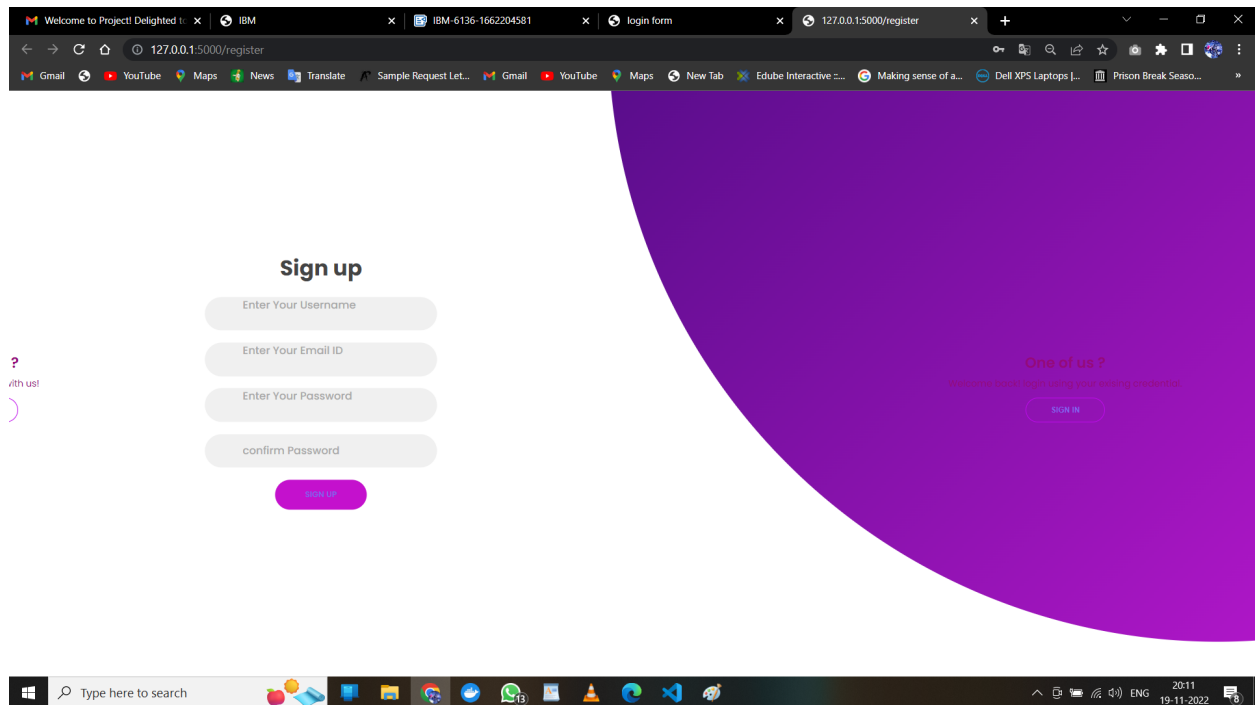 Welcome to Project! Delighted to
IBM
IBM-6136-1662204581
login form
127.0.0.1:5000/register
127.0.0.1:5000/register
Gmail
YouTube
Maps
News
Translate
Sample Request Let...
Gmail
YouTube
Maps
New Tab
Edube Interactive ::...
Making sense of a...
Dell XPS Laptops |...
Prison Break Seaso...
»
Sign up
Enter Your Username
Enter Your Email ID
?
with us!
Enter Your Password
confirm Password
SIGN UP
One of us ?
SIGN IN
Type here to search
13
ENG
20:11
19-11-2022
8